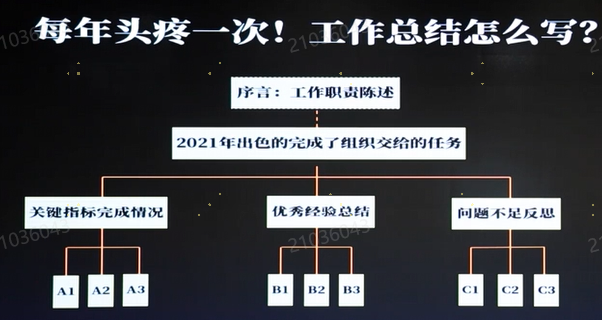 每年头疼一次！工作总结怎么写？
序言：工作职责陈述
2021年出色的完成了组织交给的任务
关键指标完成情况 优秀经验总结 问题不足反思
A1 A2 A3 B1 B2 B3 C1 C2 C3